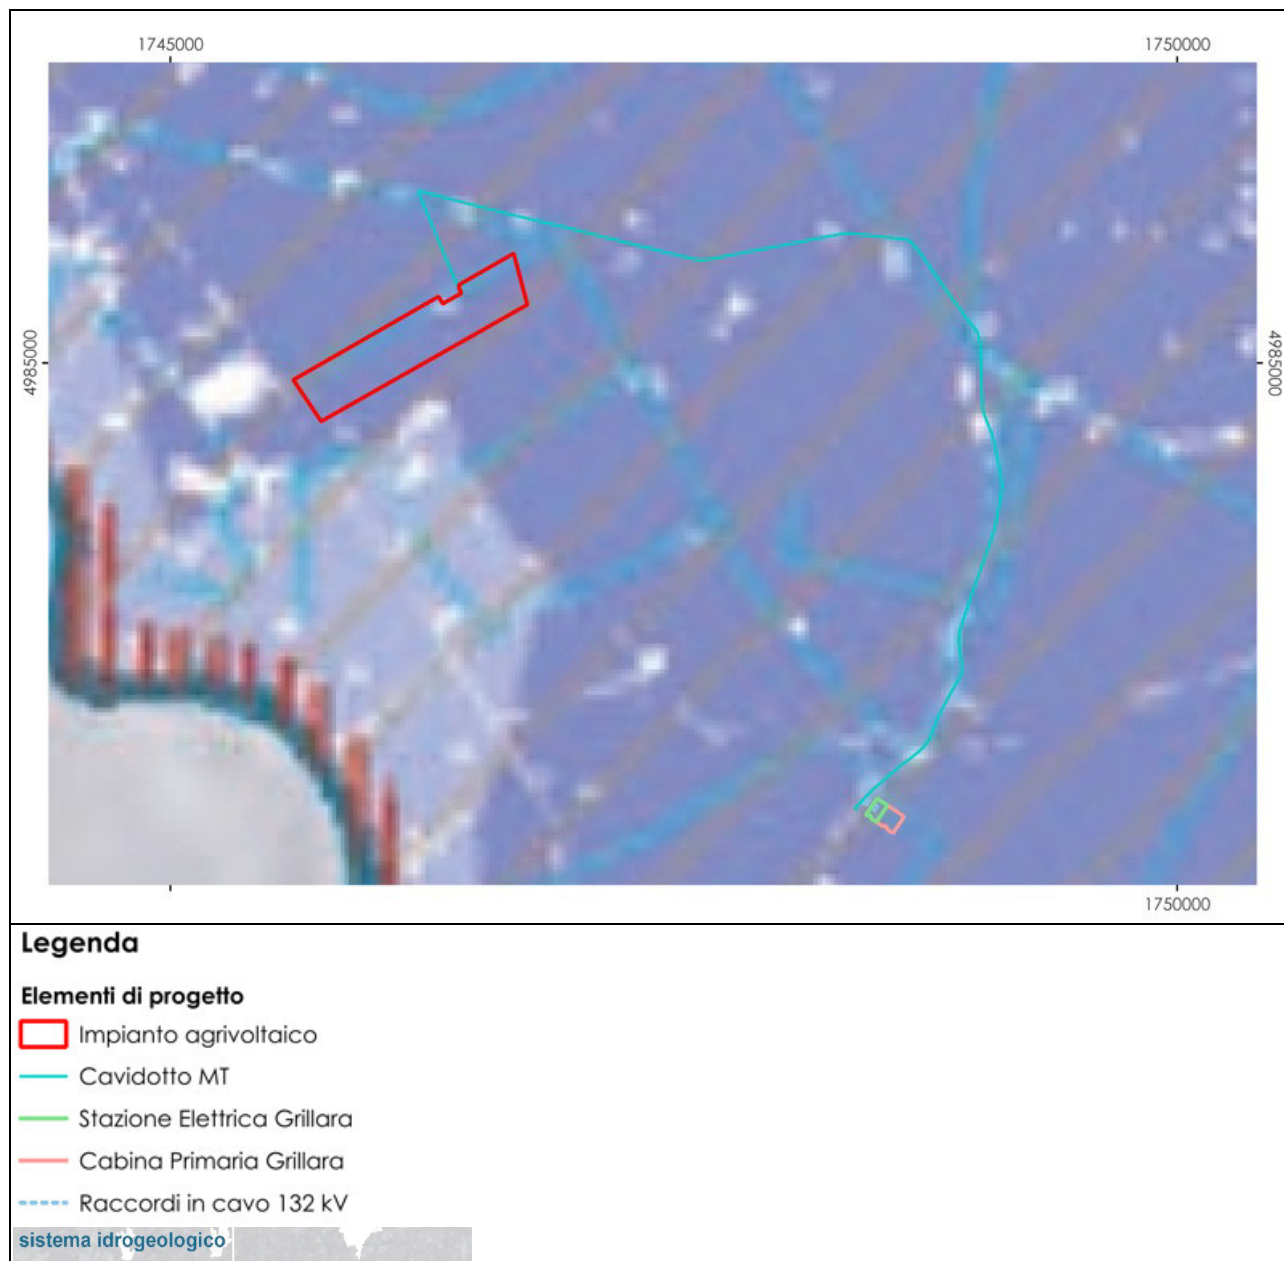 1745000 1750000
4985000 4985000
1750000
Legenda
Elementi di progetto
Impianto agrivoltaico
Cavidotto MT
Stazione Elettrica Grillara
Cabina Primaria Grillara
Raccordi in cavo 132 kV
sistema idrogeologico